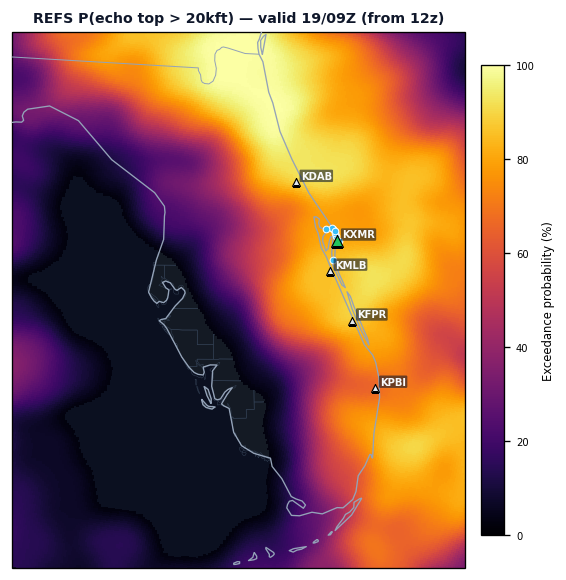 REFS P(echo top > 20kft) — valid 19/09Z (from 12z)
KDAB
KXMR
KMLB
KFPR
KPBI
100
80
60
40
20
0
Exceedance probability (%)